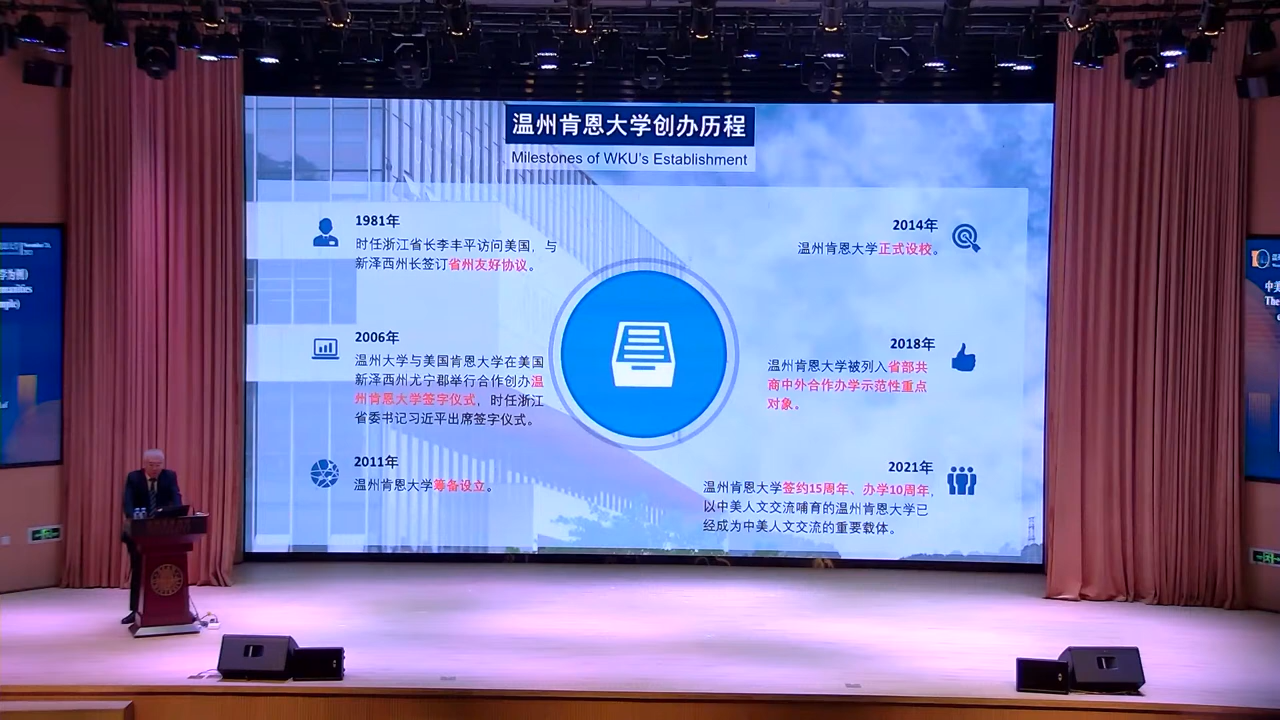 温州肯恩大学创办历程
Milestones of WKU's Establishment
1981年
时任浙江省长李丰平访问美国，与
新泽西州长签订省州友好协议。
2006年
温州大学与美国肯恩大学在美国
新泽西州尤宁郡举行合作创办温
州肯恩大学签字仪式，时任浙江
省委书记习近平出席签字仪式。
2011年
温州肯恩大学筹备设立。
2014年
温州肯恩大学正式设校。
2018年
温州肯恩大学被列入省部共
商中外合作办学示范性重点
对象。
2021年
温州肯恩大学签约15周年、办学10周年，
以中美人文交流哺育的温州肯恩大学已
经成为中美人文交流的重要载体。
中美
The